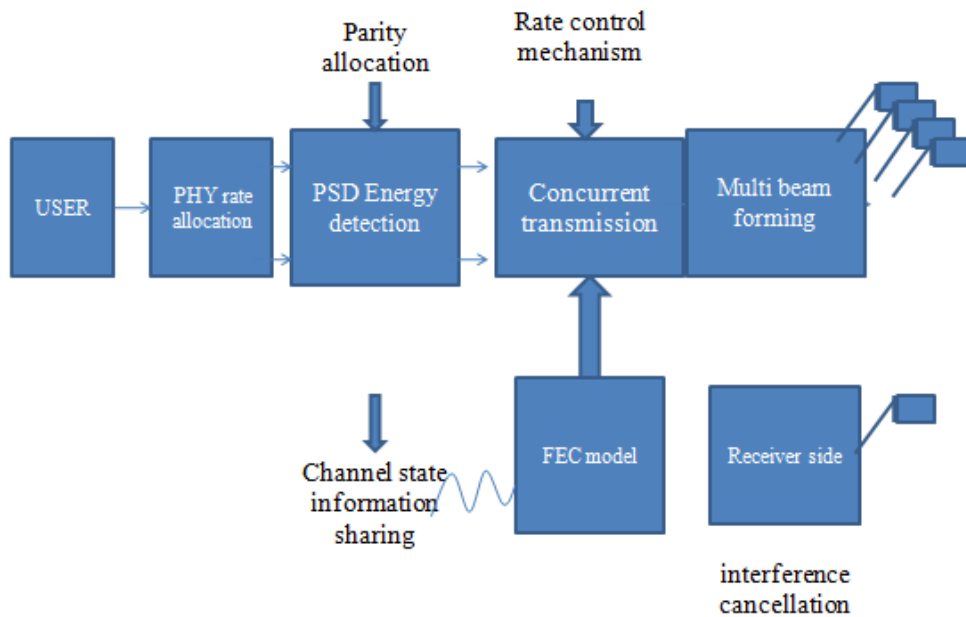 Parity
allocation
Rate control
mechanism
USER
PHY rate
allocation
PSD Energy
detection
Concurrent
transmission
Multi beam
forming
Channel state
information
sharing
FEC model
Receiver side
interference
cancellation